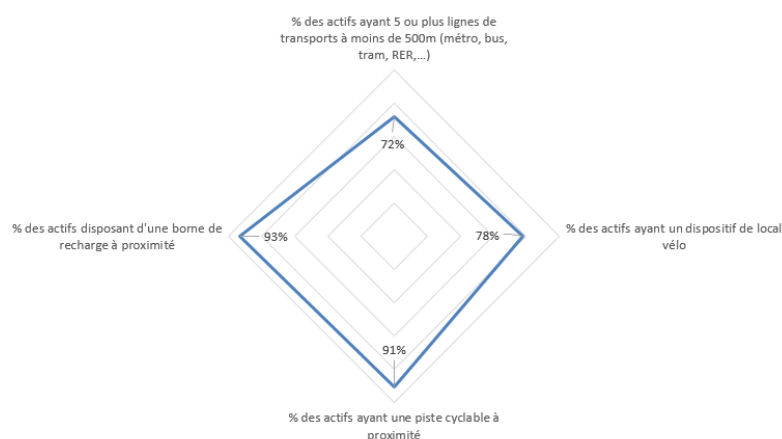 % des actifs ayant 5 ou plus lignes de
transports à moins de 500m (métro, bus,
tram, RER,...)
72%
% des actifs disposant d'une borne de
recharge à proximité
93%
78%
% des actifs ayant un dispositif de local
vélo
91%
% des actifs ayant une piste cyclable à
proximité